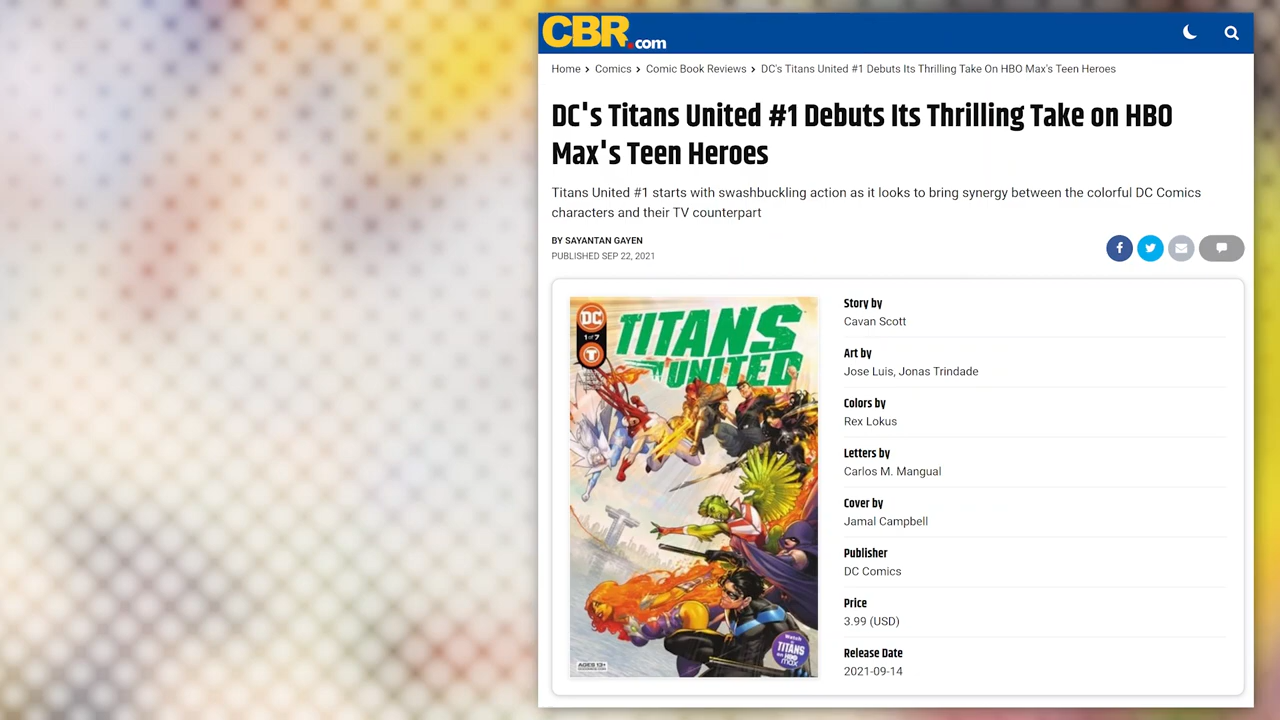 CBR.com
Home > Comics > Comic Book Reviews > DC's Titans United #1 Debuts Its Thrilling Take On HBO Max's Teen Heroes
DC's Titans United #1 Debuts Its Thrilling Take on HBO
Max's Teen Heroes
Titans United #1 starts with swashbuckling action as it looks to bring synergy between the colorful DC Comics
characters and their TV counterpart
BY SAYANTAN GAYEN
PUBLISHED SEP 22, 2021
DC
1 of 7
T
TITANS
UNITED
Watch
TITANS
on HBO
max
AGES 13+
Story by
Cavan Scott
Art by
Jose Luis, Jonas Trindade
Colors by
Rex Lokus
Letters by
Carlos M. Mangual
Cover by
Jamal Campbell
Publisher
DC Comics
Price
3.99 (USD)
Release Date
2021-09-14